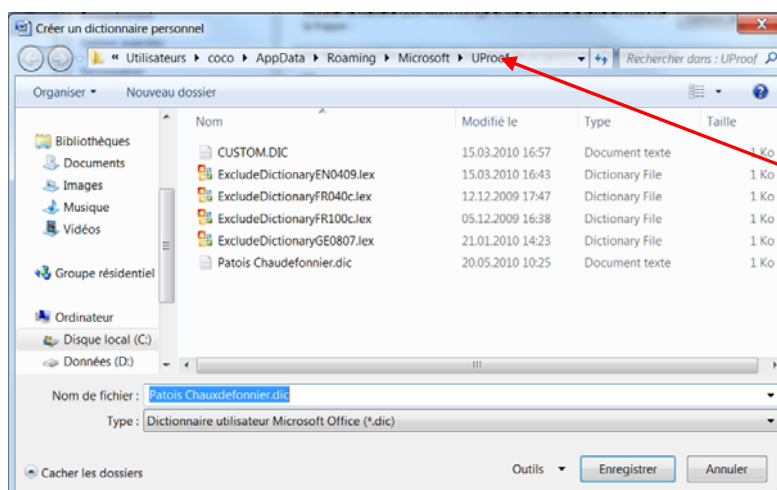 Créer un dictionnaire personnel
« Utilisateurs ▸ coco ▸ AppData ▸ Roaming ▸ Microsoft ▸ UProof
Rechercher dans : UProof
Organiser Nouveau dossier
Nom Modifié le Type Taille
Bibliothèques
Documents
Images
Musique
Vidéos
Groupe résidentiel
Ordinateur
Disque local (C:)
Données (D:)
CUSTOM.DIC 15.03.2010 16:57 Document texte 1 Ko
ExcludeDictionaryEN0409.lex 15.03.2010 16:43 Dictionary File 1 Ko
ExcludeDictionaryFR040c.lex 12.12.2009 17:47 Dictionary File 1 Ko
ExcludeDictionaryFR100c.lex 05.12.2009 16:38 Dictionary File 1 Ko
ExcludeDictionaryGE0807.lex 21.01.2010 14:23 Dictionary File 1 Ko
Patois Chaudefonnier.dic 20.05.2010 10:25 Document texte 1 Ko
Nom de fichier : Patois Chauxdefonnier.dic
Type : Dictionnaire utilisateur Microsoft Office (*.dic)
Cacher les dossiers
Outils Enregistrer Annuler